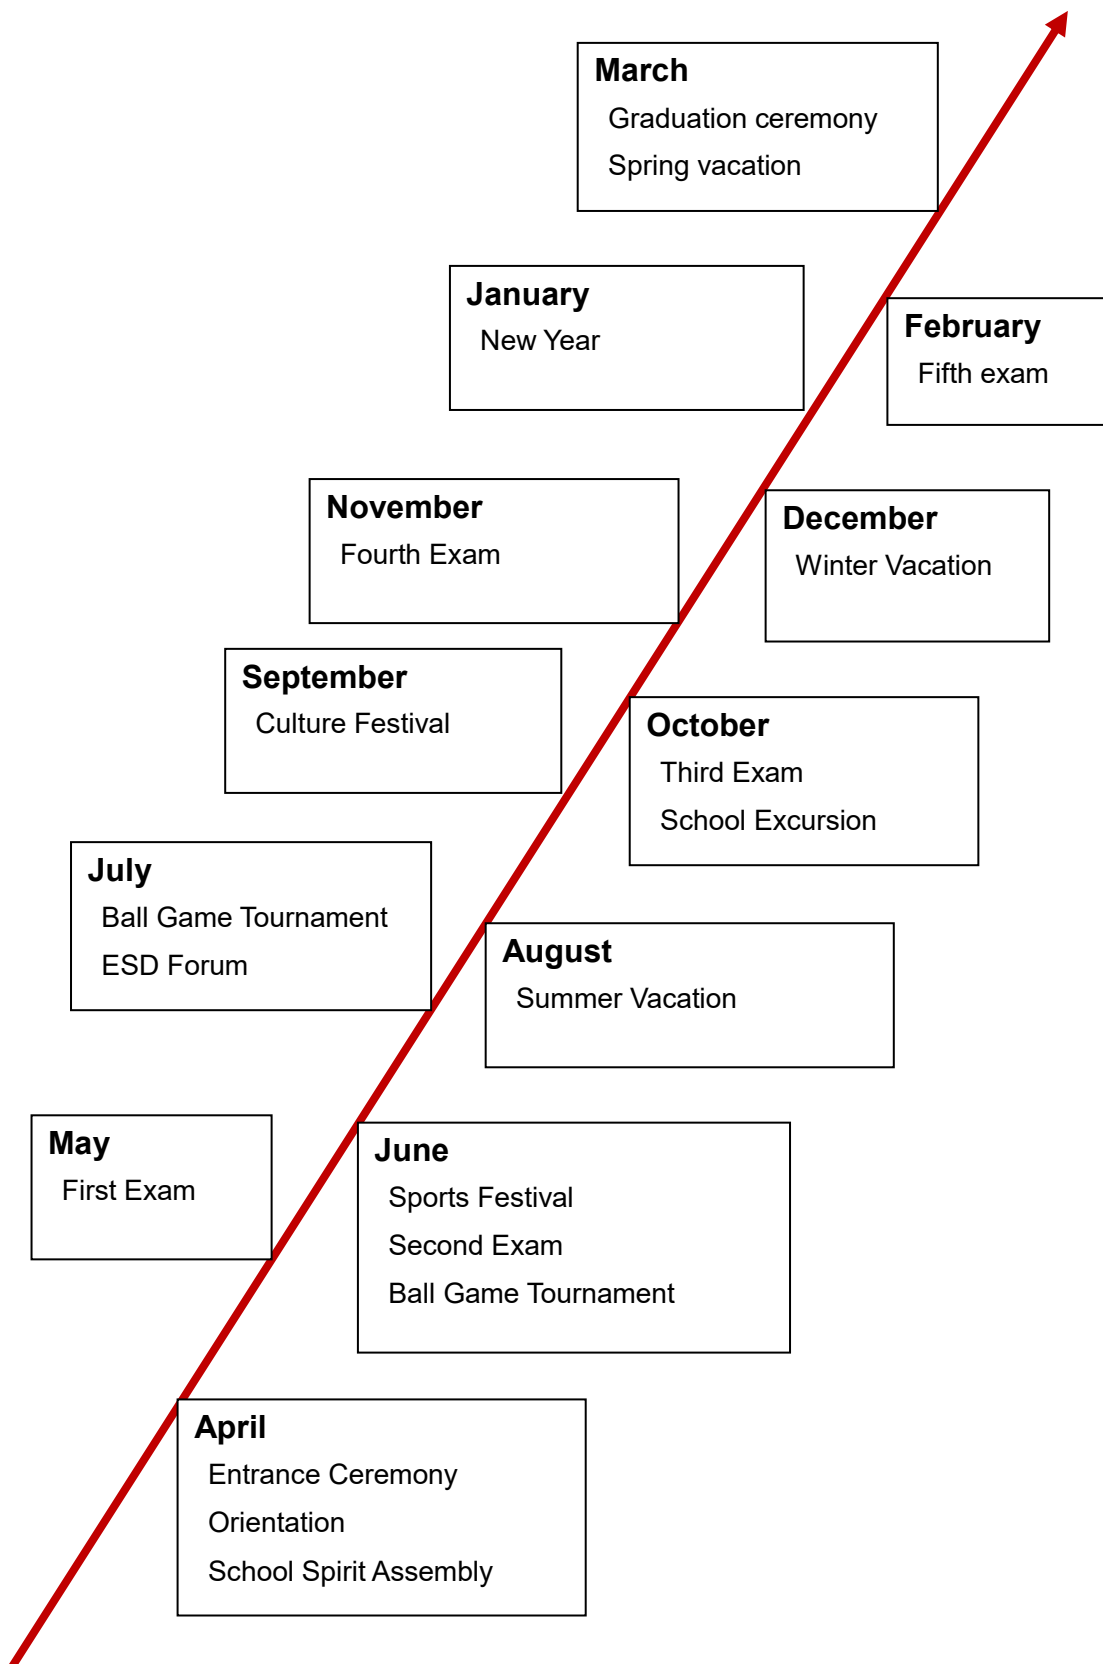 March
Graduation ceremony
Spring vacation
January
New Year
February
Fifth exam
November
Fourth Exam
December
Winter Vacation
September
Culture Festival
October
Third Exam
School Excursion
July
Ball Game Tournament
ESD Forum
August
Summer Vacation
May
First Exam
June
Sports Festival
Second Exam
Ball Game Tournament
April
Entrance Ceremony
Orientation
School Spirit Assembly